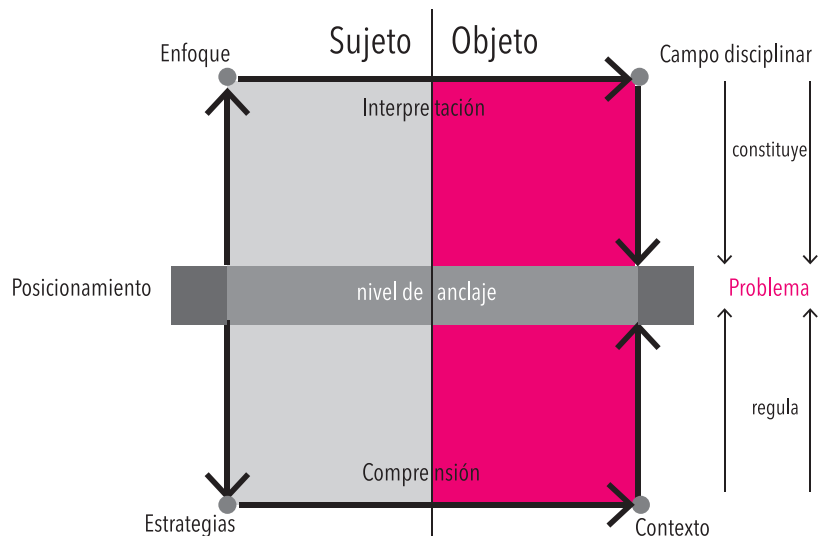 Sujeto Objeto
Enfoque
Campo disciplinar
Interpretación
constituye
Posicionamiento
nivel de anclaje
Problema
regula
Comprensión
Estrategias
Contexto